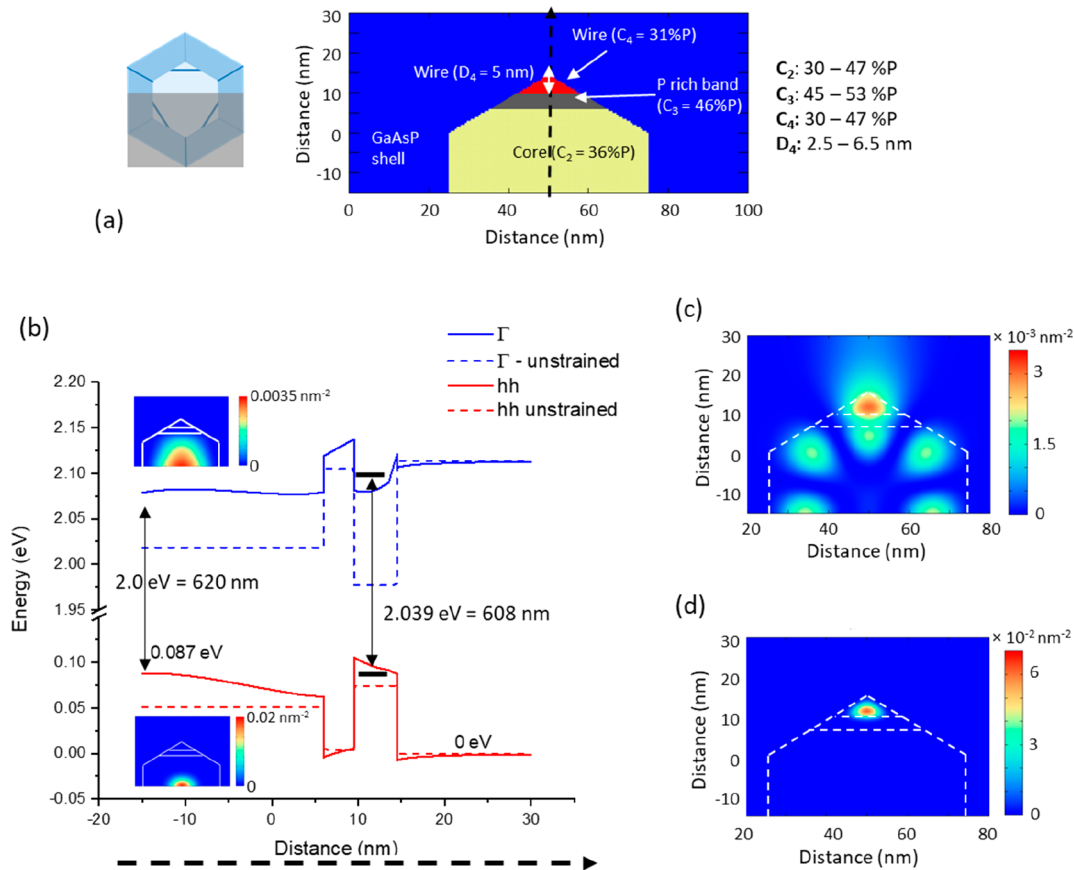 30
20
10
0
-10
Distance (nm)
0
20
40
60
80
100
Distance (nm)
Wire (C4 = 31%P)
Wire (D4 = 5 nm)
P rich band
(C3 = 46%P)
GaAsP
shell
Core (C2 = 36%P)
C2: 30 – 47 %P
C3: 45 – 53 %P
C4: 30 – 47 %P
D4: 2.5 – 6.5 nm
(a)
(b)
Γ
Γ - unstrained
hh
hh unstrained
2.20
2.15
2.10
2.05
2.00
1.95
0.10
0.05
0.00
-0.05
Energy (eV)
0.0035 nm-2
0
2.0 eV = 620 nm
2.039 eV = 608 nm
0.087 eV
0.02 nm-2
0
0 eV
-20
-10
0
10
20
30
Distance (nm)
(c)
30
20
10
0
-10
Distance (nm)
20
40
60
80
Distance (nm)
× 10-3 nm-2
3
1.5
0
(d)
30
20
10
0
-10
Distance (nm)
20
40
60
80
Distance (nm)
× 10-2 nm-2
6
4
2
0